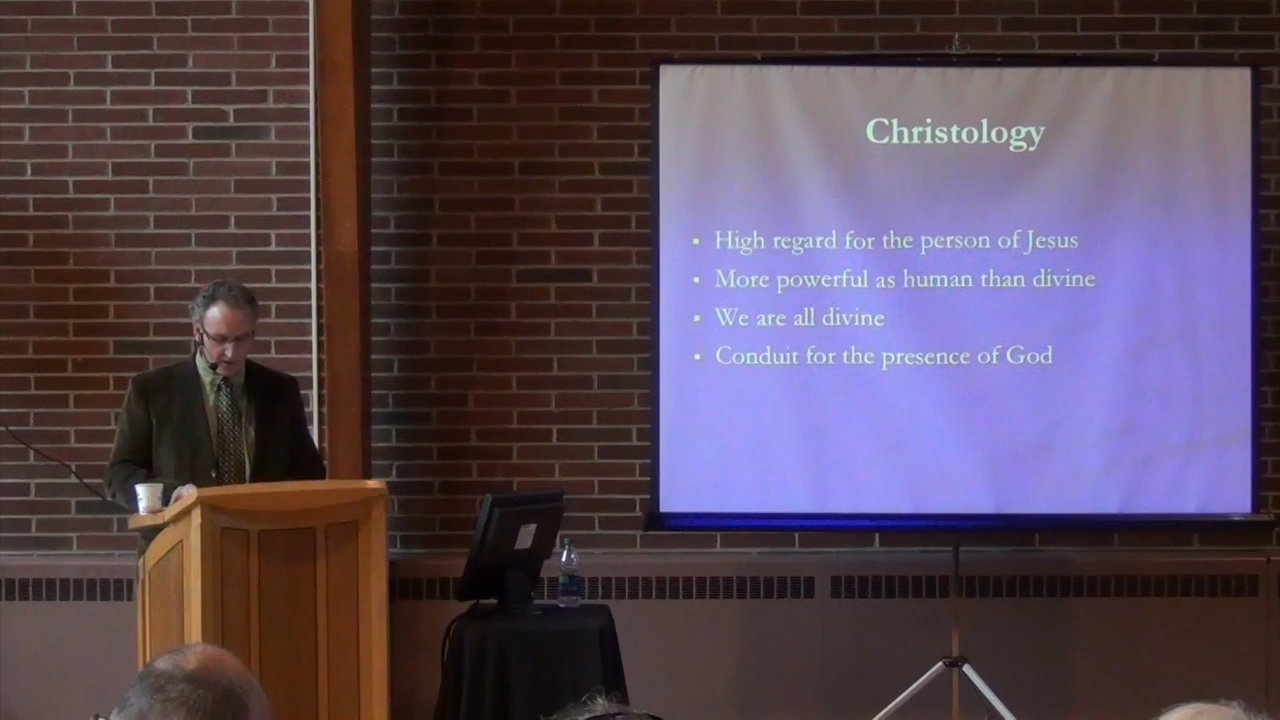 Christology
▪ High regard for the person of Jesus
▪ More powerful as human than divine
▪ We are all divine
▪ Conduit for the presence of God